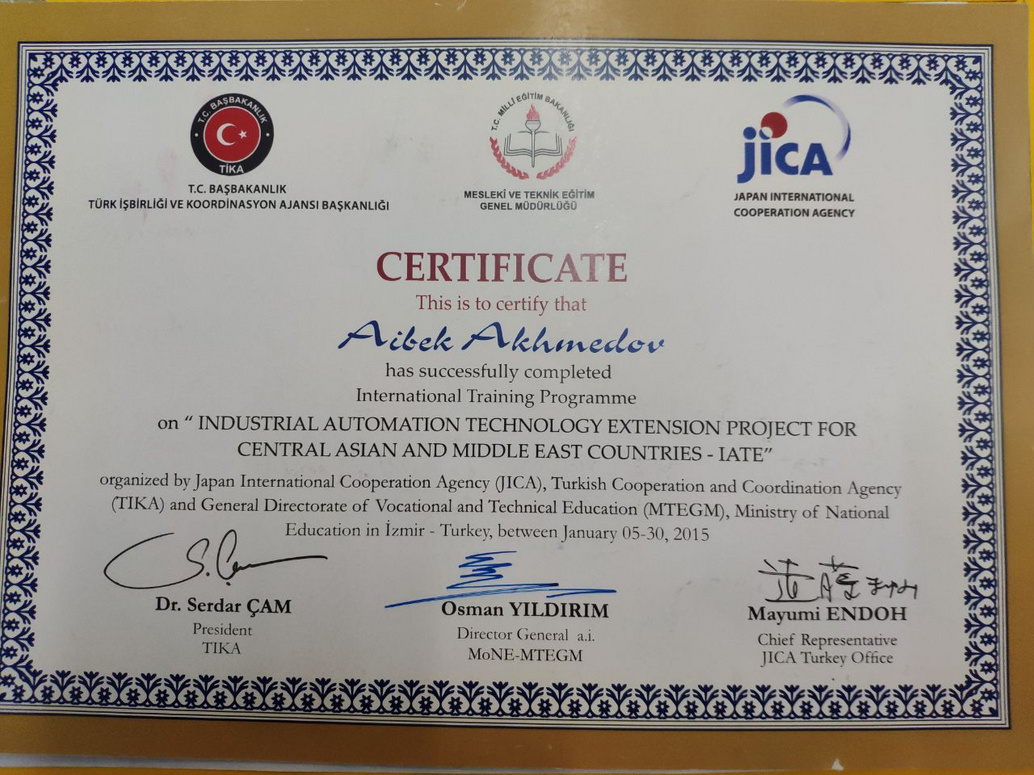 T.C. BAŞBAKANLIK
TİKA
T.C. BAŞBAKANLIK
TÜRK İŞBİRLİĞİ VE KOORDİNASYON AJANSI BAŞKANLIĞI
T.C. MİLLİ EĞİTİM BAKANLIĞI
MESLEKİ VE TEKNİK EĞİTİM
GENEL MÜDÜRLÜĞÜ
jICA
JAPAN INTERNATIONAL
COOPERATION AGENCY
CERTIFICATE
This is to certify that
Aibek Akhmedov
has successfully completed
International Training Programme
on “ INDUSTRIAL AUTOMATION TECHNOLOGY EXTENSION PROJECT FOR
CENTRAL ASIAN AND MIDDLE EAST COUNTRIES - IATE”
organized by Japan International Cooperation Agency (JICA), Turkish Cooperation and Coordination Agency
(TIKA) and General Directorate of Vocational and Technical Education (MTEGM), Ministry of National
Education in İzmir - Turkey, between January 05-30, 2015
S. Çam
Dr. Serdar ÇAM
President
TIKA
Osman YILDIRIM
Director General a.i.
MoNE-MTEGM
Mayumi ENDOH
Chief Representative
JICA Turkey Office